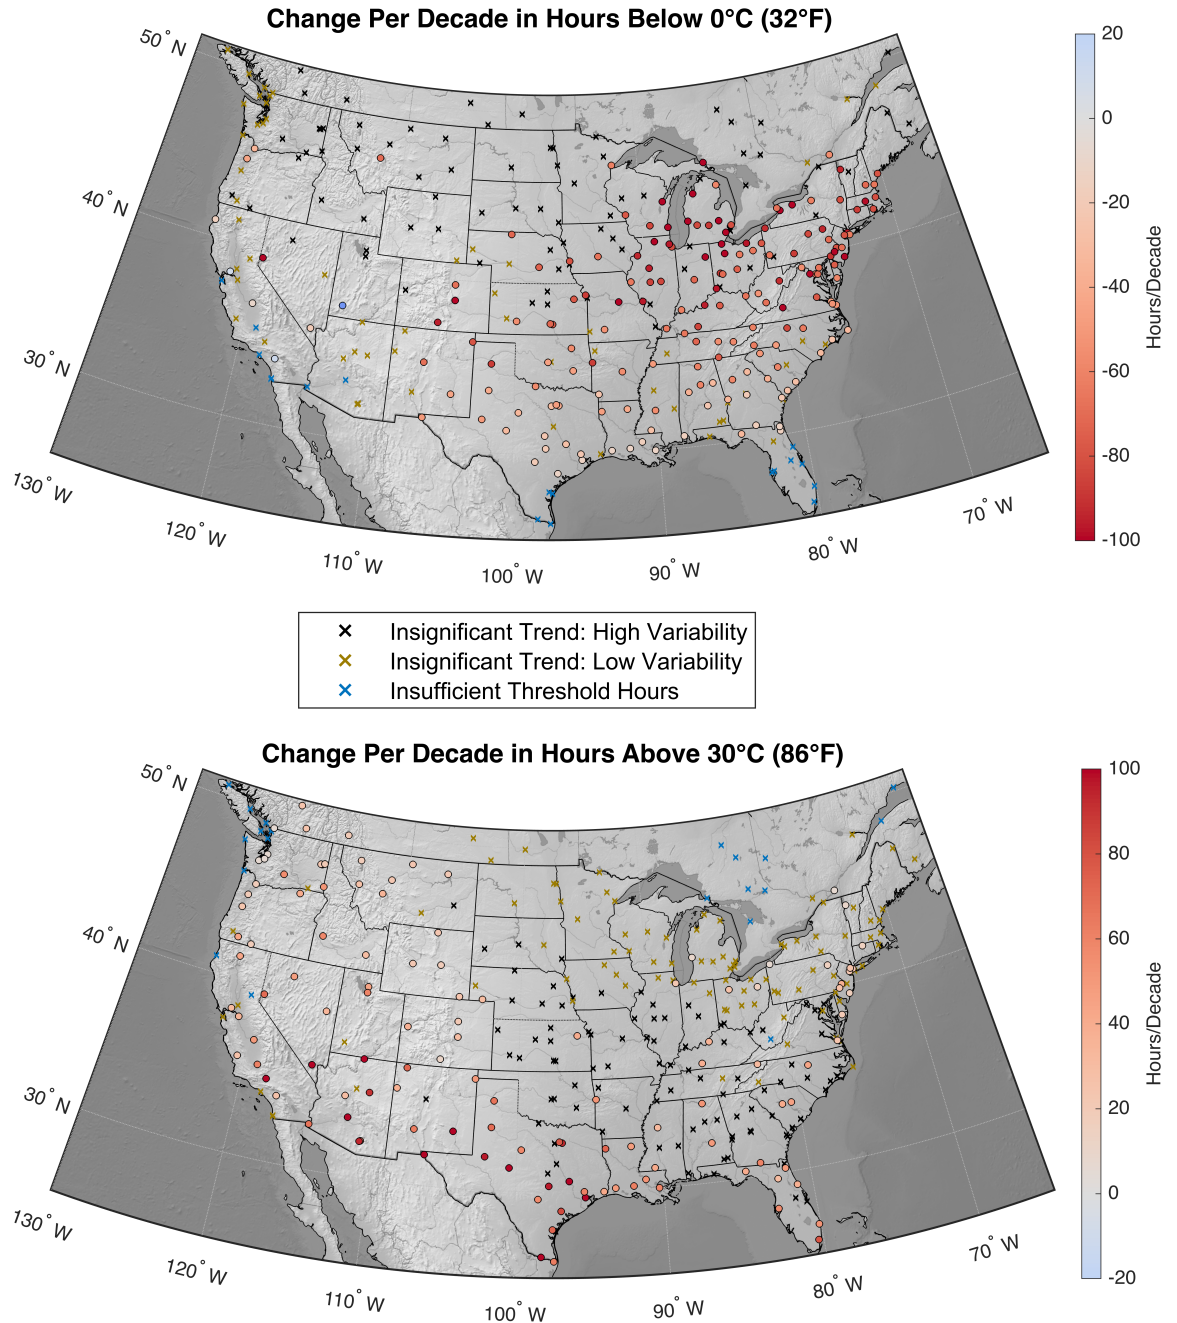 Change Per Decade in Hours Below 0°C (32°F)
50° N
40° N
30° N
130° W
120° W
110° W
100° W
90° W
80° W
70° W
20
0
-20
-40
-60
-80
-100
Hours/Decade
Insignificant Trend: High Variability
Insignificant Trend: Low Variability
Insufficient Threshold Hours
Change Per Decade in Hours Above 30°C (86°F)
50° N
40° N
30° N
130° W
120° W
110° W
100° W
90° W
80° W
70° W
100
80
60
40
20
0
-20
Hours/Decade